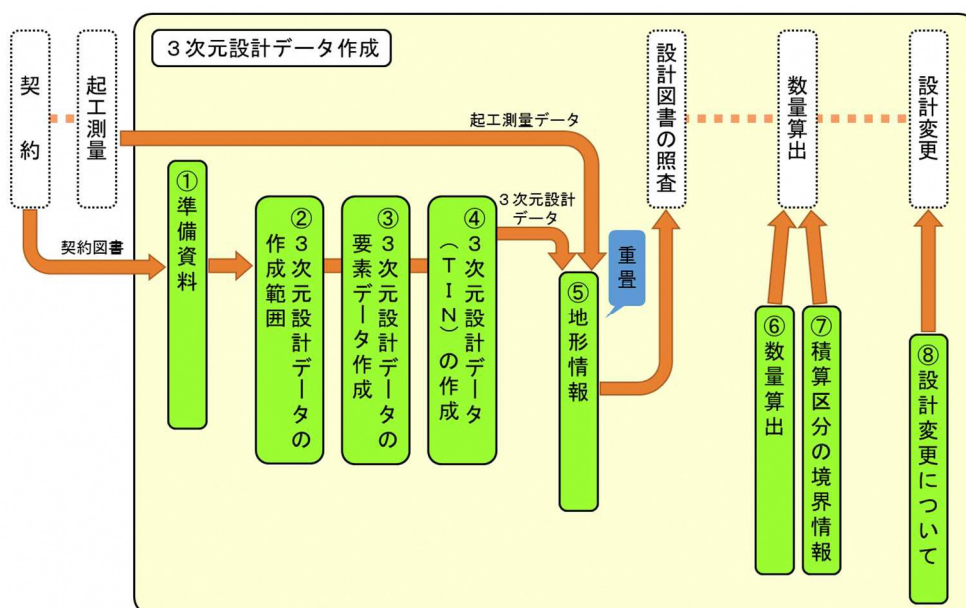 ３次元設計データ作成
契約
起工測量
設計図書の照査
数量算出
設計変更
起工測量データ
契約図書
３次元設計
データ
重畳
①準備資料
②３次元設計データの
作成範囲
③３次元設計データの
要素データ作成
④３次元設計データ
（ＴＩＮ）の作成
⑤地形情報
⑥数量算出
⑦積算区分の境界情報
⑧設計変更について